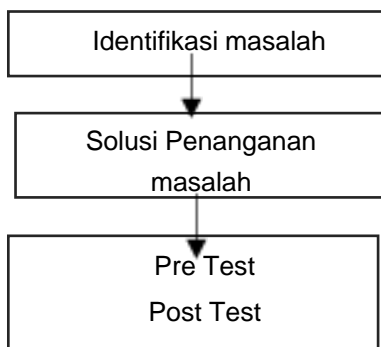 Identifikasi masalah
Solusi Penanganan
masalah
Pre Test
Post Test